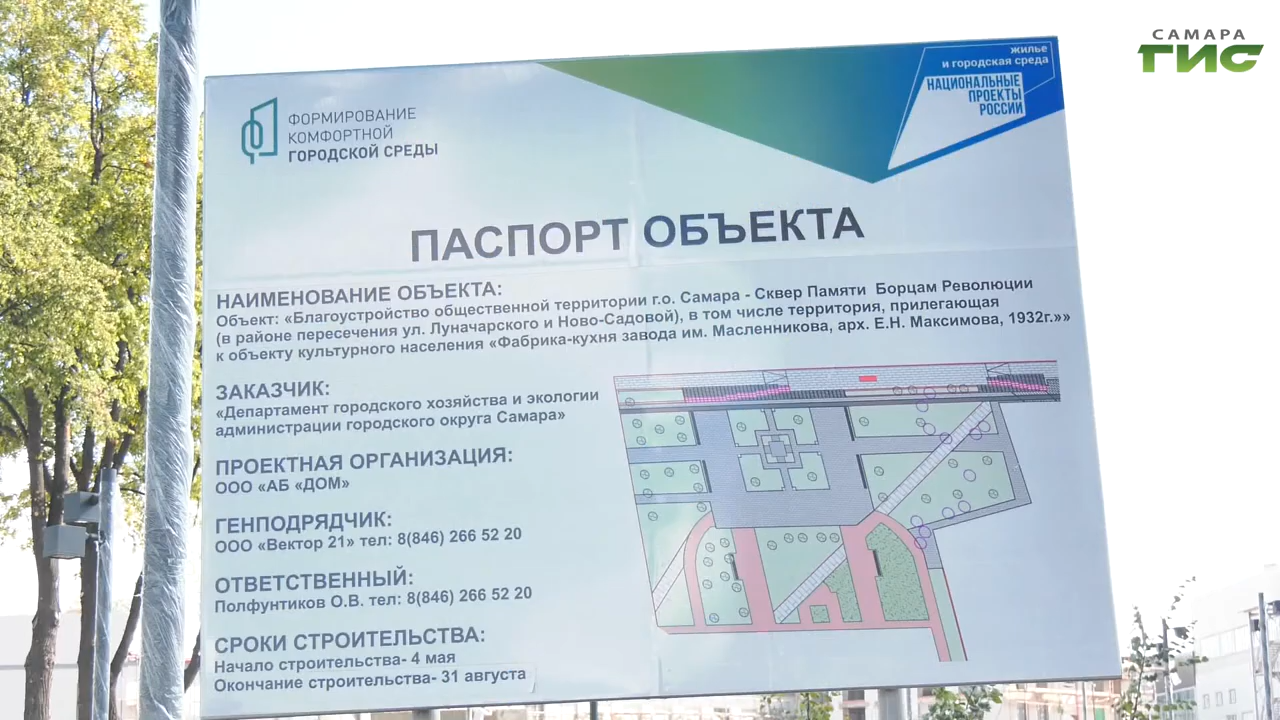 САМАРА
ГИС
жилье
и городская среда
НАЦИОНАЛЬНЫЕ
ПРОЕКТЫ
РОССИИ
ФОРМИРОВАНИЕ
КОМФОРТНОЙ
ГОРОДСКОЙ СРЕДЫ
ПАСПОРТ ОБЪЕКТА
НАИМЕНОВАНИЕ ОБЪЕКТА:
Объект: «Благоустройство общественной территории г.о. Самара - Сквер Памяти Борцам Революции
(в районе пересечения ул. Луначарского и Ново-Садовой), в том числе территория, прилегающая
к объекту культурного населения «Фабрика-кухня завода им. Масленникова, арх. Е.Н. Максимова, 1932г.»»
ЗАКАЗЧИК:
«Департамент городского хозяйства и экологии
администрации городского округа Самара»
ПРОЕКТНАЯ ОРГАНИЗАЦИЯ:
ООО «АБ «ДОМ»
ГЕНПОДРЯДЧИК:
ООО «Вектор 21» тел: 8(846) 266 52 20
ОТВЕТСТВЕННЫЙ:
Полфунтиков О.В. тел: 8(846) 266 52 20
СРОКИ СТРОИТЕЛЬСТВА:
Начало строительства- 4 мая
Окончание строительства- 31 августа